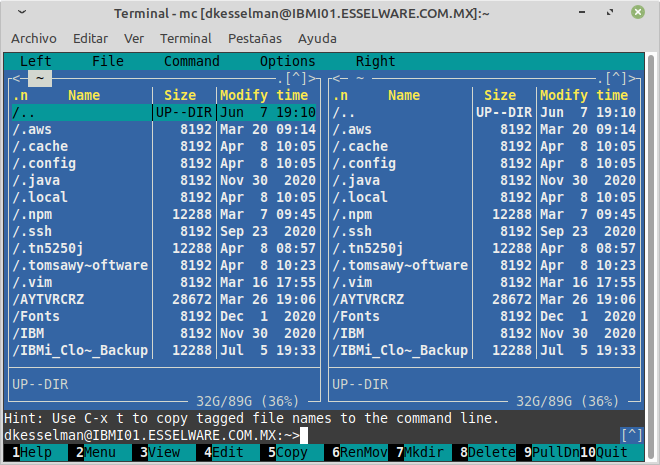 Terminal - mc [dkesselman@IBMI01.ESSELWARE.COM.MX]:~
Archivo Editar Ver Terminal Pestañas Ayuda
Left File Command Options Right
<─ ~ ─.[^]> <─ ~ ─.[^]>
.n Name Size Modify time .n Name Size Modify time
/.. UP--DIR Jun 7 19:10 /.. UP--DIR Jun 7 19:10
/.aws 8192 Mar 20 09:14 /.aws 8192 Mar 20 09:14
/.cache 8192 Apr 8 10:05 /.cache 8192 Apr 8 10:05
/.config 8192 Apr 8 10:05 /.config 8192 Apr 8 10:05
/.java 8192 Nov 30 2020 /.java 8192 Nov 30 2020
/.local 8192 Apr 8 10:05 /.local 8192 Apr 8 10:05
/.npm 12288 Mar 7 09:45 /.npm 12288 Mar 7 09:45
/.ssh 8192 Sep 23 2020 /.ssh 8192 Sep 23 2020
/.tn5250j 12288 Apr 8 08:57 /.tn5250j 12288 Apr 8 08:57
/.tomsawy~oftware 8192 Apr 8 10:23 /.tomsawy~oftware 8192 Apr 8 10:23
/.vim 8192 Mar 16 17:55 /.vim 8192 Mar 16 17:55
/AYTVRCRZ 28672 Mar 26 19:06 /AYTVRCRZ 28672 Mar 26 19:06
/Fonts 8192 Dec 1 2020 /Fonts 8192 Dec 1 2020
/IBM 8192 Nov 30 2020 /IBM 8192 Nov 30 2020
/IBMi_Clo~_Backup 12288 Jul 5 19:33 /IBMi_Clo~_Backup 12288 Jul 5 19:33
UP--DIR UP--DIR
32G/89G (36%) 32G/89G (36%)
Hint: Use C-x t to copy tagged file names to the command line.
dkesselman@IBMI01.ESSELWARE.COM.MX:~> [^]
1Help 2Menu 3View 4Edit 5Copy 6RenMov 7Mkdir 8Delete 9PullDn 10Quit